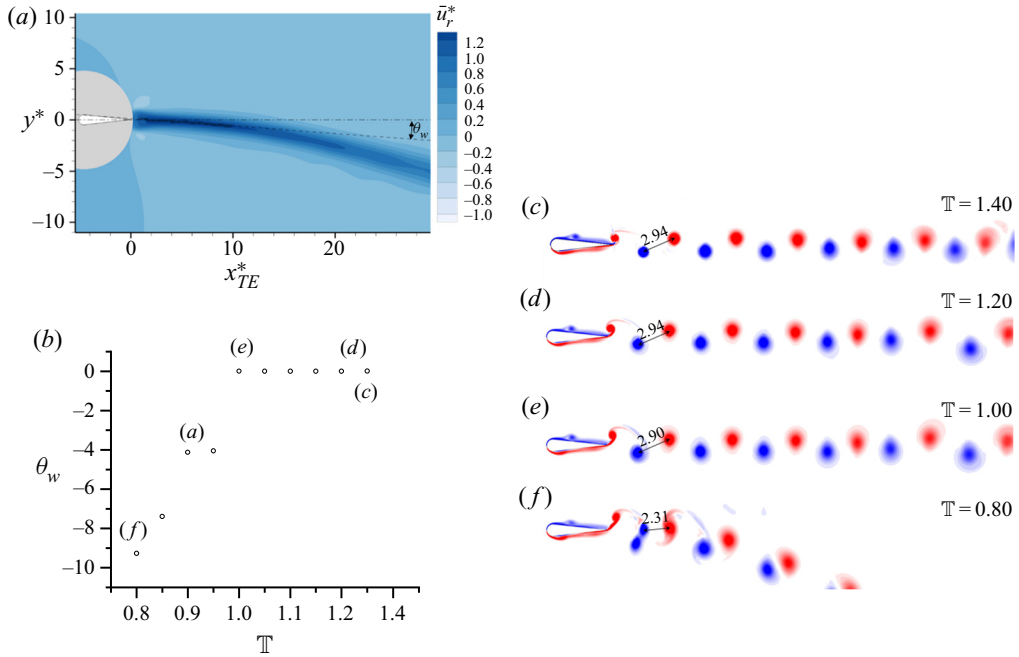 (a)
10
5
0
−5
−10
y*
0
10
20
x*TE
θw
ū*r
1.2
1.0
0.8
0.6
0.4
0.2
0
−0.2
−0.4
−0.6
−0.8
−1.0
(b)
0
−2
−4
−6
−8
−10
θw
(e)
(d)
(c)
(a)
(f)
0.8
0.9
1.0
1.1
1.2
1.3
1.4
𝕋
(c)
𝕋 = 1.40
2.94
(d)
𝕋 = 1.20
2.94
(e)
𝕋 = 1.00
2.90
(f)
𝕋 = 0.80
2.31